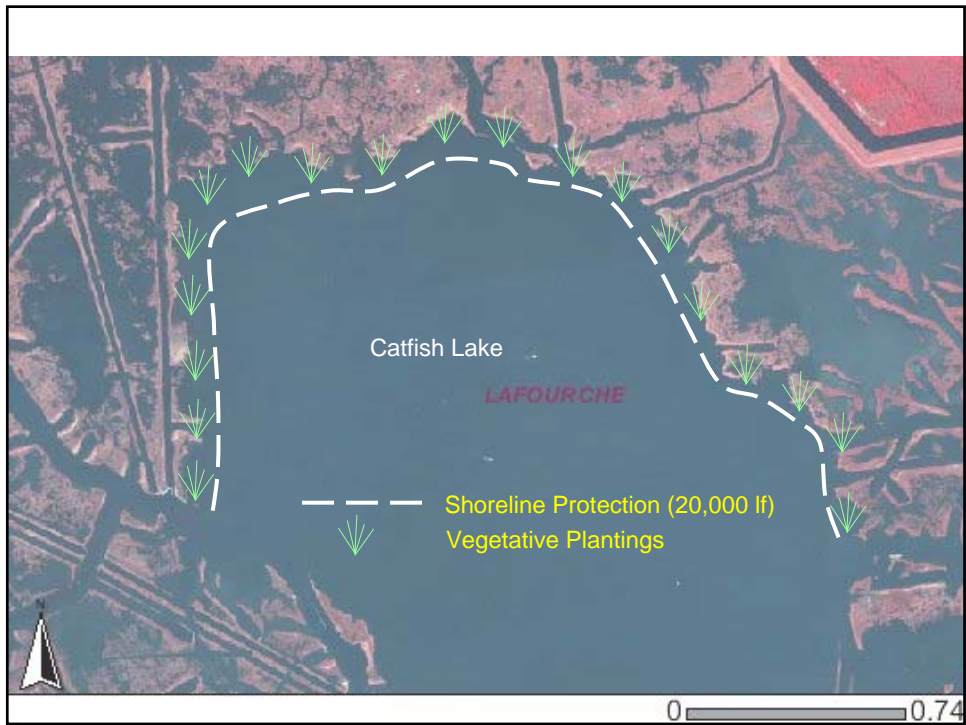 Catfish Lake
LAFOURCHE
Shoreline Protection (20,000 lf)
Vegetative Plantings
N
0 0.74